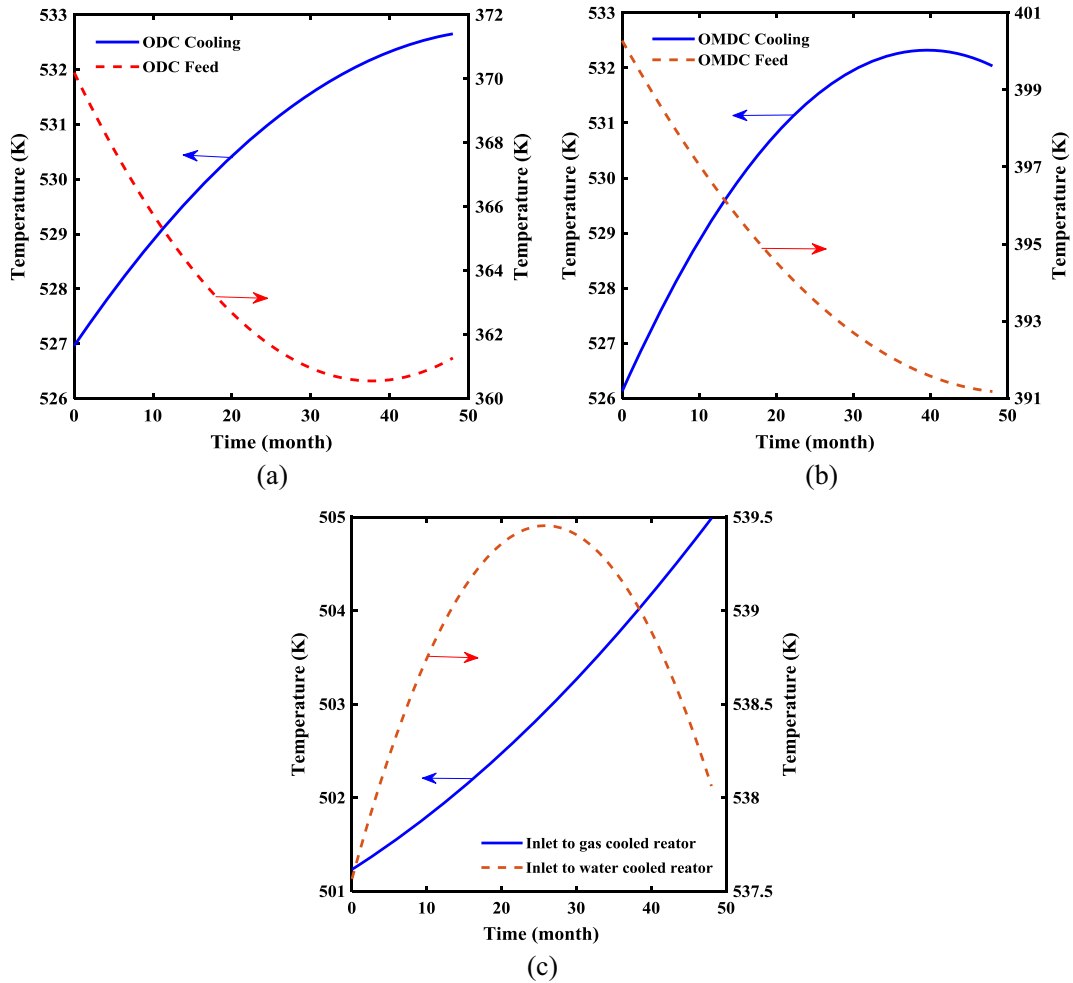 533
532
531
530
529
528
527
526
Temperature (K)
ODC Cooling
ODC Feed
372
370
368
366
364
362
360
Temperature (K)
0 10 20 30 40 50
Time (month)
(a)
533
532
531
530
529
528
527
526
Temperature (K)
OMDC Cooling
OMDC Feed
401
399
397
395
393
391
Temperature (K)
0 10 20 30 40 50
Time (month)
(b)
505
504
503
502
501
Temperature (K)
Inlet to gas cooled reator
Inlet to water cooled reator
539.5
539
538.5
538
537.5
Temperature (K)
0 10 20 30 40 50
Time (month)
(c)